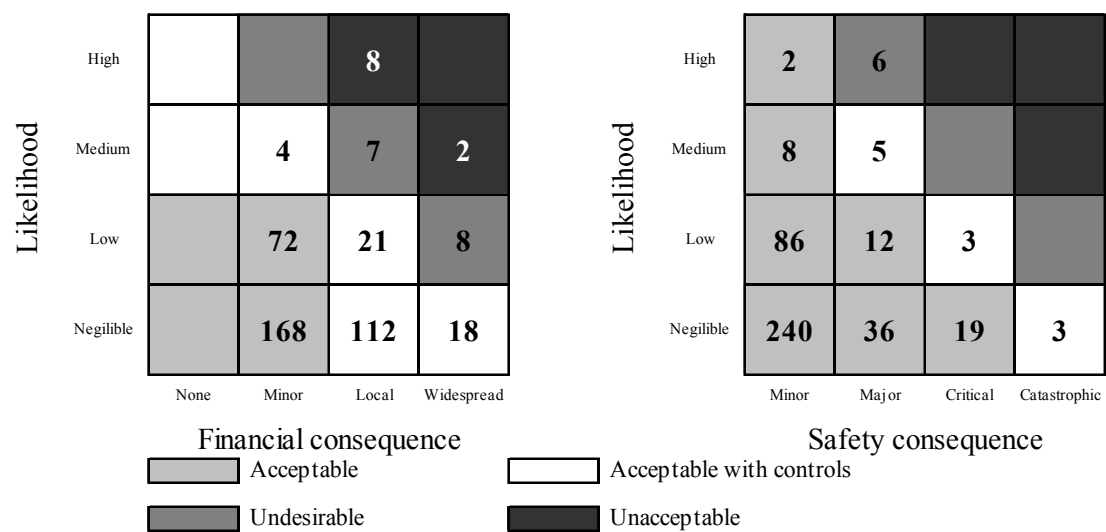 High
8
Medium
4 7 2
Low
72 21 8
Negilible
168 112 18
None Minor Local Widespread
Likelihood
Financial consequence
High
2 6
Medium
8 5
Low
86 12 3
Negilible
240 36 19 3
Minor Major Critical Catastrophic
Likelihood
Safety consequence
Acceptable
Acceptable with controls
Undesirable
Unacceptable